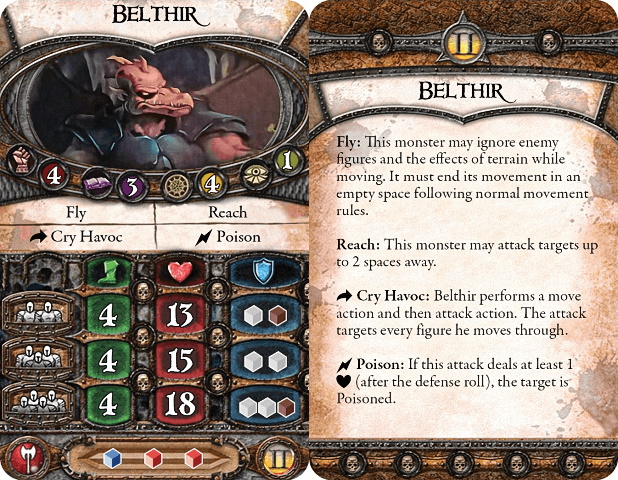 BELTHIR
4
3
4
1
Fly
Reach
Cry Havoc
Poison
4
13
4
15
4
18
II
II
BELTHIR
Fly: This monster may ignore enemy
figures and the effects of terrain while
moving. It must end its movement in an
empty space following normal movement
rules.
Reach: This monster may attack targets up
to 2 spaces away.
Cry Havoc: Belthir performs a move
action and then attack action. The attack
targets every figure he moves through.
Poison: If this attack deals at least 1
(after the defense roll), the target is
Poisoned.